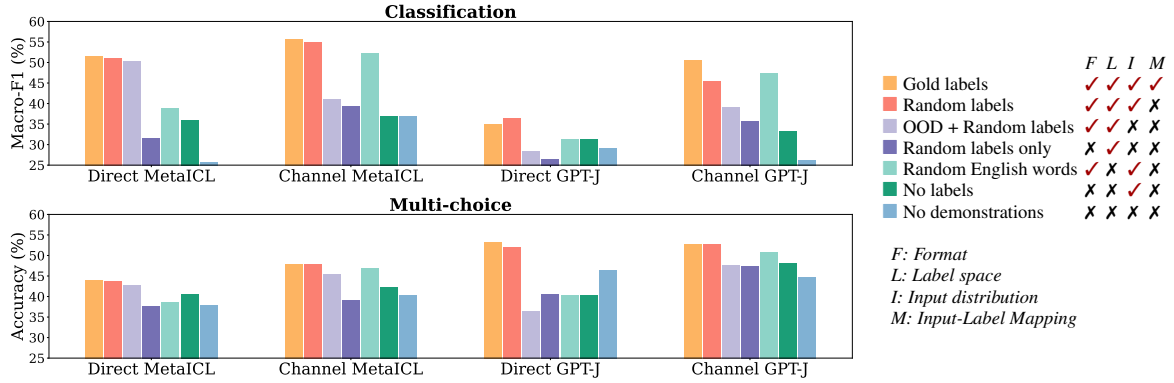 Classification
Macro-F1 (%)
60
55
50
45
40
35
30
25
Direct MetaICL Channel MetaICL Direct GPT-J Channel GPT-J
Multi-choice
Accuracy (%)
60
55
50
45
40
35
30
25
Direct MetaICL Channel MetaICL Direct GPT-J Channel GPT-J
F L I M
Gold labels ✓ ✓ ✓ ✓
Random labels ✓ ✓ ✓ ✗
OOD + Random labels ✓ ✓ ✗ ✗
Random labels only ✗ ✓ ✗ ✗
Random English words ✓ ✗ ✓ ✗
No labels ✗ ✗ ✓ ✗
No demonstrations ✗ ✗ ✗ ✗
F: Format
L: Label space
I: Input distribution
M: Input-Label Mapping